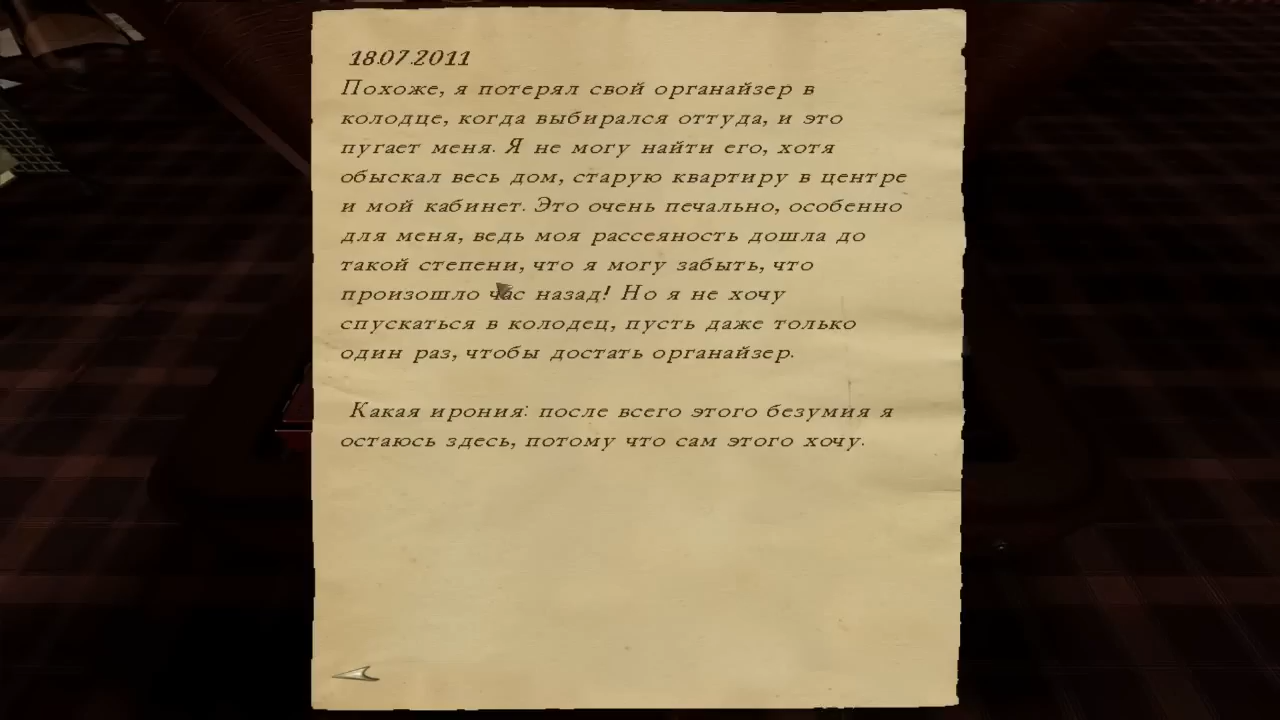 18.07.2011
Похоже, я потерял свой органайзер в
колодце, когда выбирался оттуда, и это
пугает меня. Я не могу найти его, хотя
обыскал весь дом, старую квартиру в центре
и мой кабинет. Это очень печально, особенно
для меня, ведь моя рассеяность дошла до
такой степени, что я могу забыть, что
произошло час назад! Но я не хочу
спускаться в колодец, пусть даже только
один раз, чтобы достать органайзер.
Какая ирония: после всего этого безумия я
остаюсь здесь, потому что сам этого хочу.